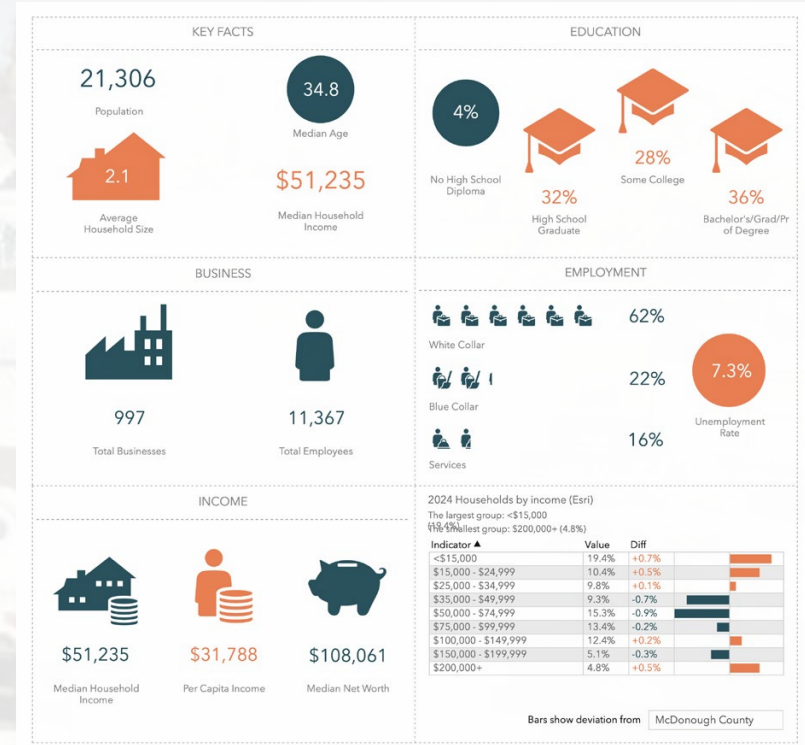 KEY FACTS
21,306
Population
34.8
Median Age
2.1
Average
Household Size
$51,235
Median Household
Income
EDUCATION
4%
No High School
Diploma
32%
High School
Graduate
28%
Some College
36%
Bachelor's/Grad/Pr
of Degree
BUSINESS
997
Total Businesses
11,367
Total Employees
EMPLOYMENT
62%
White Collar
22%
Blue Collar
16%
Services
7.3%
Unemployment
Rate
INCOME
$51,235
Median Household
Income
$31,788
Per Capita Income
$108,061
Median Net Worth
2024 Households by income (Esri)
The largest group: <$15,000
(19.4%)
The smallest group: $200,000+ (4.8%)
Indicator ▲ Value Diff
<$15,000 19.4% +0.7%
$15,000 - $24,999 10.4% +0.5%
$25,000 - $34,999 9.8% +0.1%
$35,000 - $49,999 9.3% -0.7%
$50,000 - $74,999 15.3% -0.9%
$75,000 - $99,999 13.4% -0.2%
$100,000 - $149,999 12.4% +0.2%
$150,000 - $199,999 5.1% -0.3%
$200,000+ 4.8% +0.5%
Bars show deviation from McDonough County